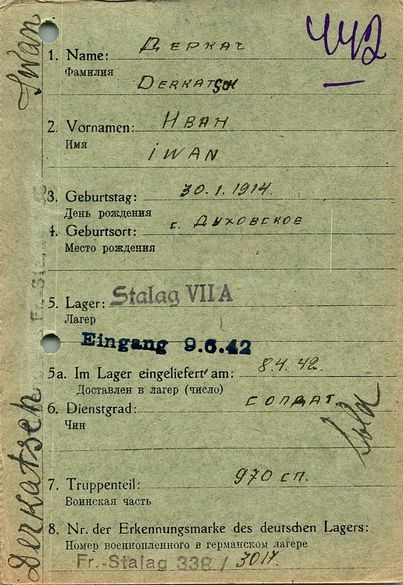 Iwan
442
1. Name: Деркач
Фамилия
Derkatsch
2. Vornamen: Иван
Имя
iwan
3. Geburtstag: 30.1.1914.
День рождения
4. Geburtsort: с. Духовское
Место рождения
5. Lager: Stalag VII A
Лагер
Eingang 9.6.42
5a. Im Lager eingeliefert am: 8.4.42.
Доставлен в лагер (число)
6. Dienstgrad: солдат
Чин
Sold
7. Truppenteil: 970 сп.
Воинская часть
8. Nr. der Erkennungsmarke des deutschen Lagers:
Номер военнопленного в германском лагере
Fr.-Stalag 338 / 3017.
Derkatsch